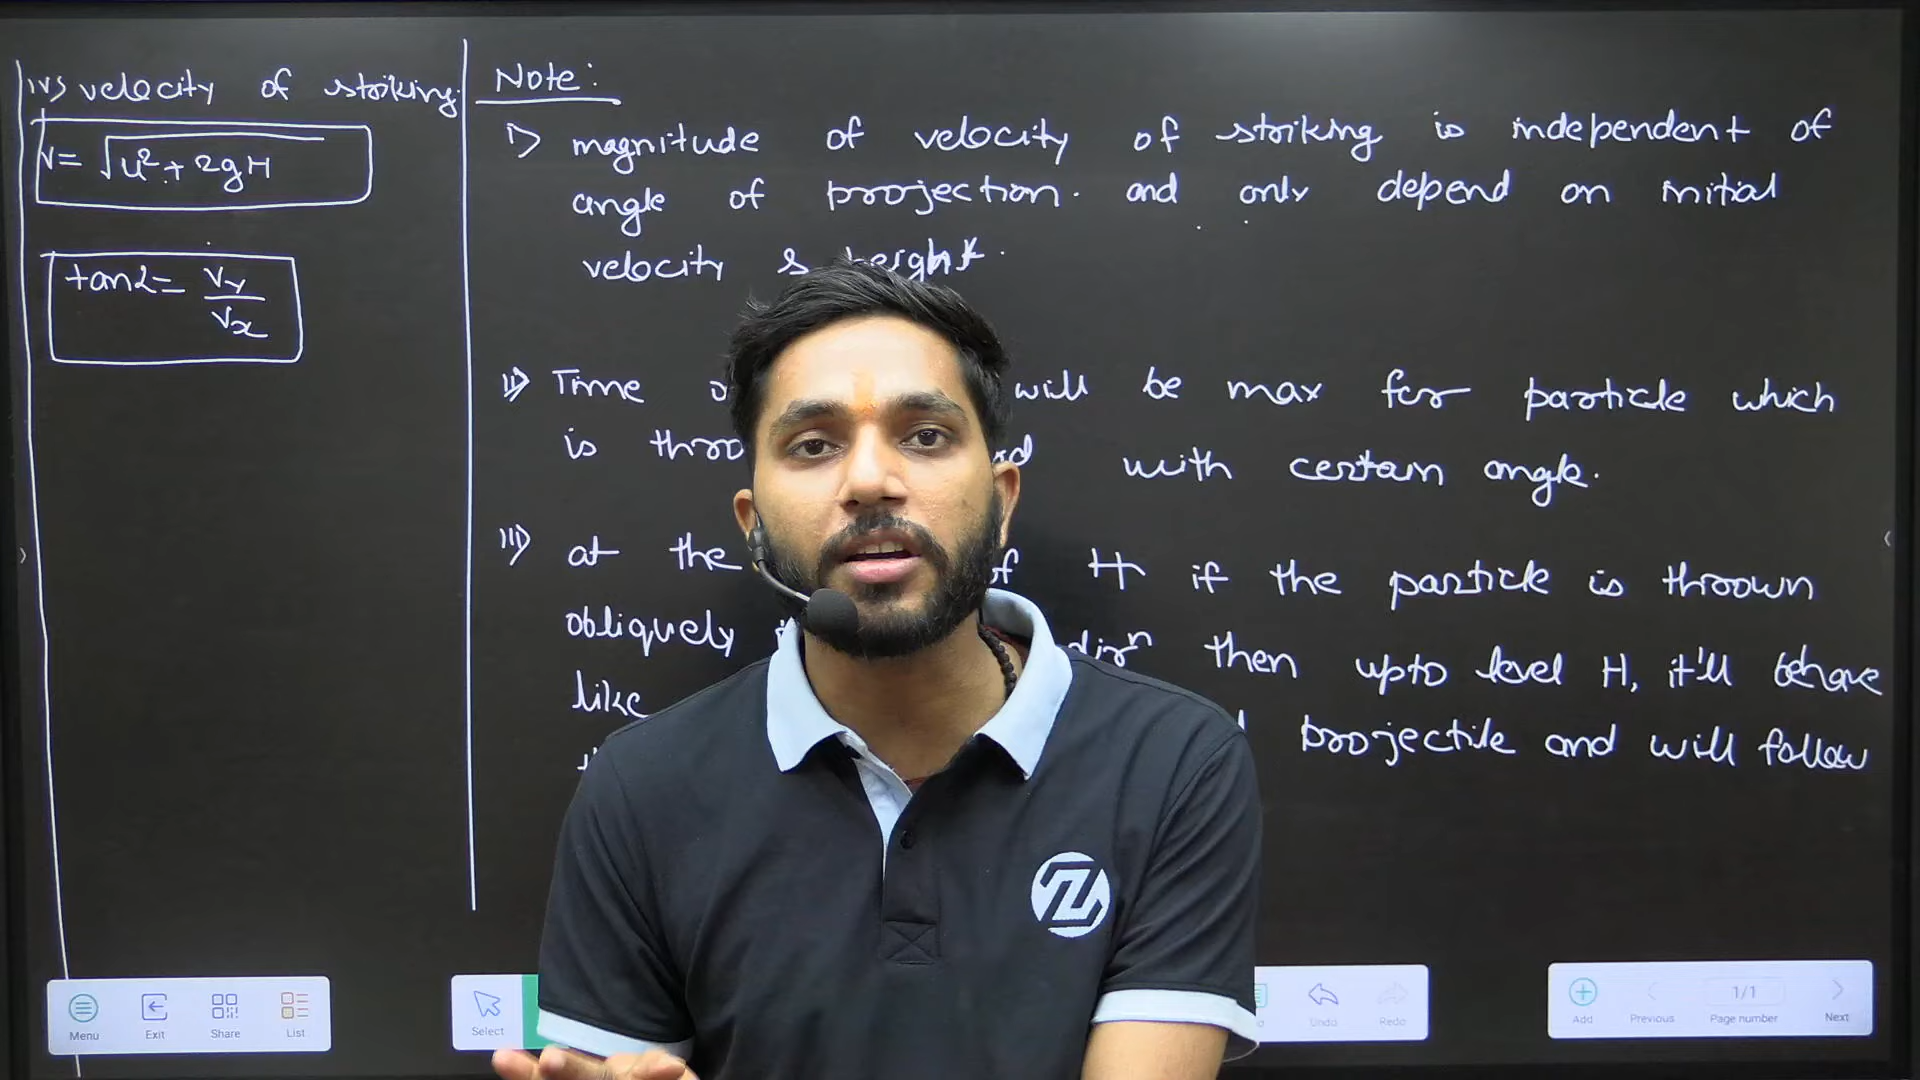 iv) velocity of striking:
v = √u² + 2gH
tanα = Vy / Vx
Note:
i) magnitude of velocity of striking is independent of
angle of projection. and only depend on initial
velocity & height.
ii) Time will be max for particle which
is with certain angle.
iii) at the of H if the particle is thrown
obliquely dirⁿ then upto level H, it'll behave
like projectile and will follow
Menu
Exit
Share
List
Select
Undo
Redo
Add
Previous
1/1
Page number
Next